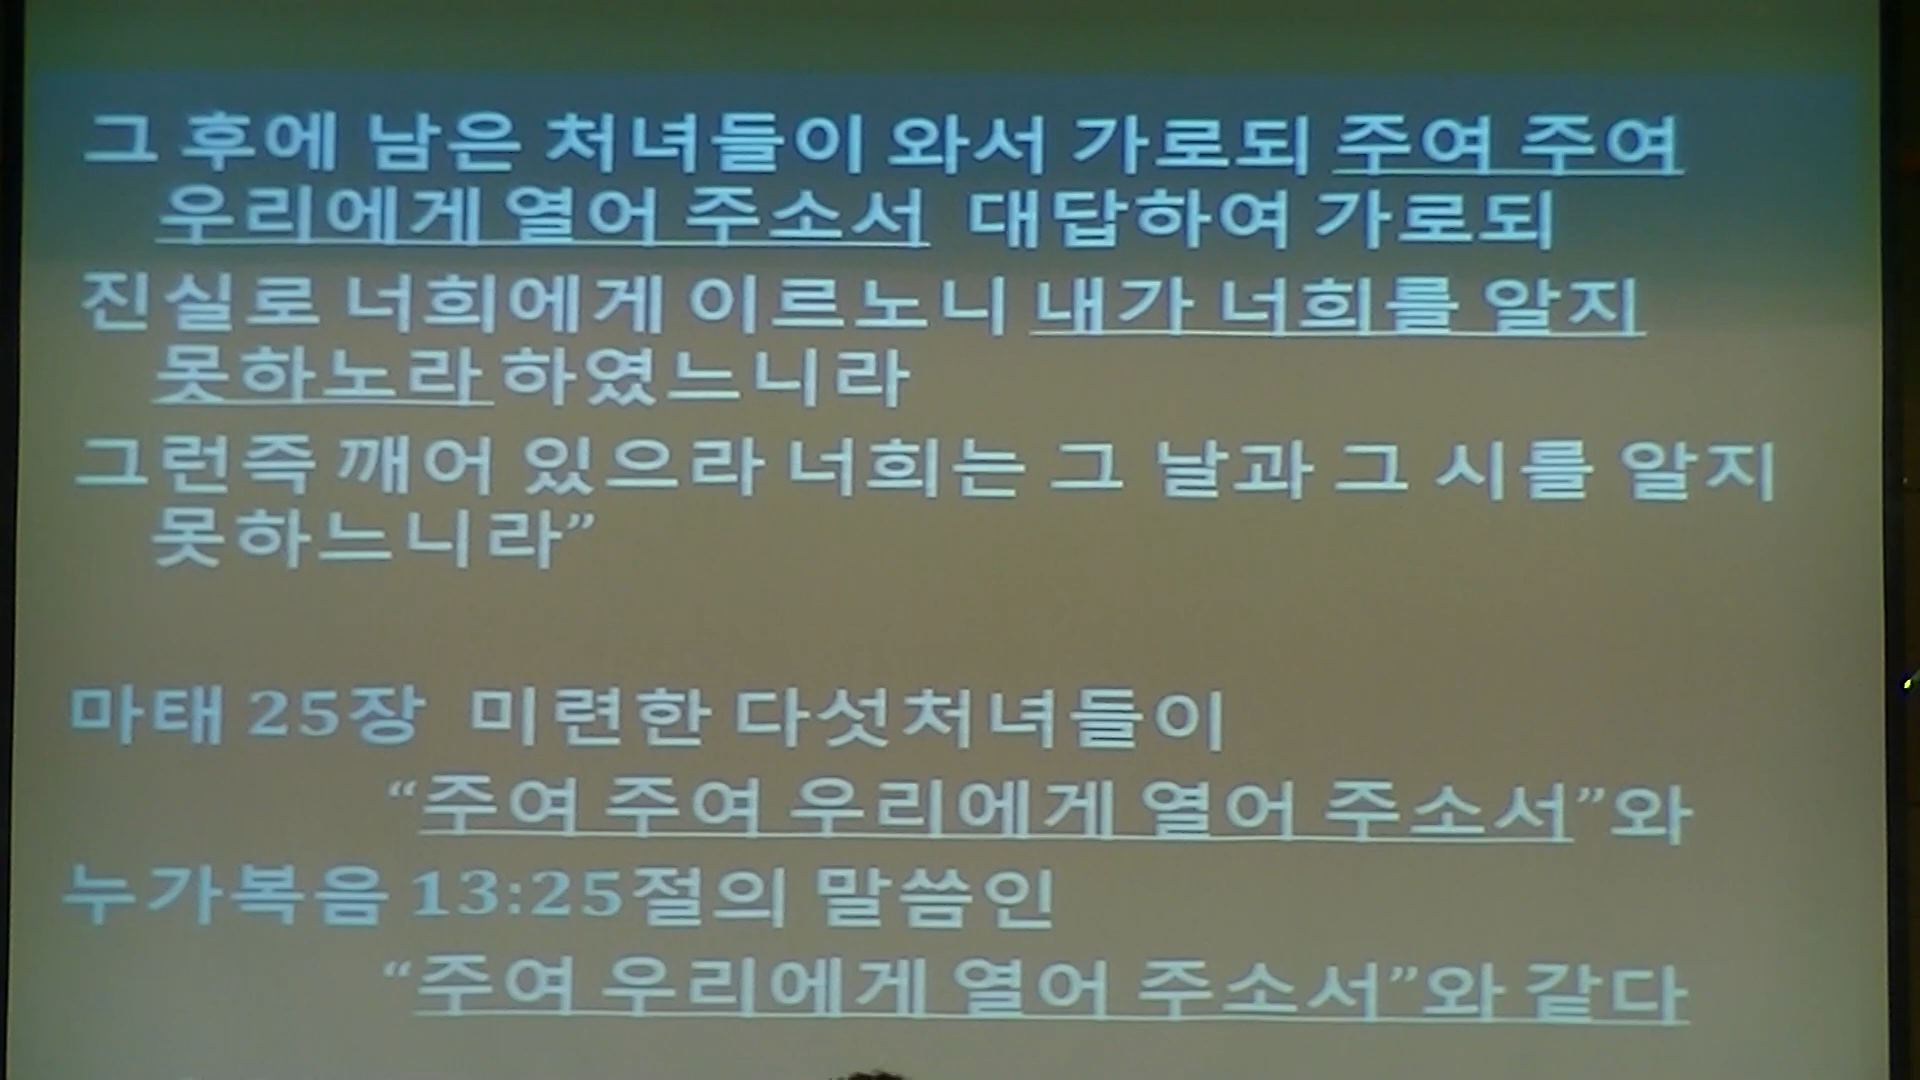 그 후에 남은 처녀들이 와서 가로되 주여 주여
우리에게 열어 주소서 대답하여 가로되
진실로 너희에게 이르노니 내가 너희를 알지
못하노라 하였느니라
그런즉 깨어 있으라 너희는 그 날과 그 시를 알지
못하느니라”
마태 25장 미련한 다섯처녀들이
“주여 주여 우리에게 열어 주소서”와
누가복음 13:25절의 말씀인
“주여 우리에게 열어 주소서”와 같다